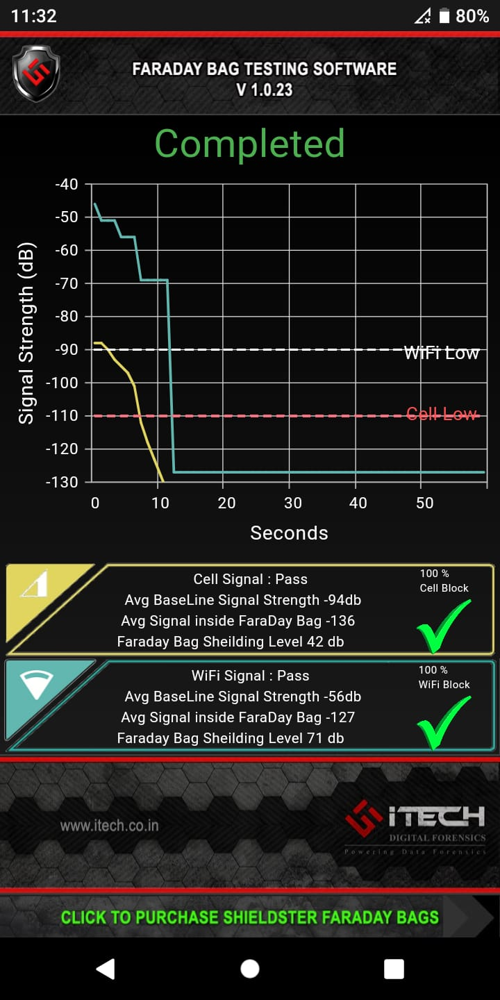 11:32
80%
FARADAY BAG TESTING SOFTWARE
V 1.0.23
Completed
-40
-50
-60
-70
-80
-90
-100
-110
-120
-130
Signal Strength (dB)
WiFi Low
Cell Low
0 10 20 30 40 50
Seconds
Cell Signal : Pass
Avg BaseLine Signal Strength -94db
Avg Signal inside FaraDay Bag -136
Faraday Bag Sheilding Level 42 db
100 %
Cell Block
WiFi Signal : Pass
Avg BaseLine Signal Strength -56db
Avg Signal inside FaraDay Bag -127
Faraday Bag Sheilding Level 71 db
100 %
WiFi Block
www.itech.co.in
iTECH
DIGITAL FORENSICS
Powering Data Forensics
CLICK TO PURCHASE SHIELDSTER FARADAY BAGS